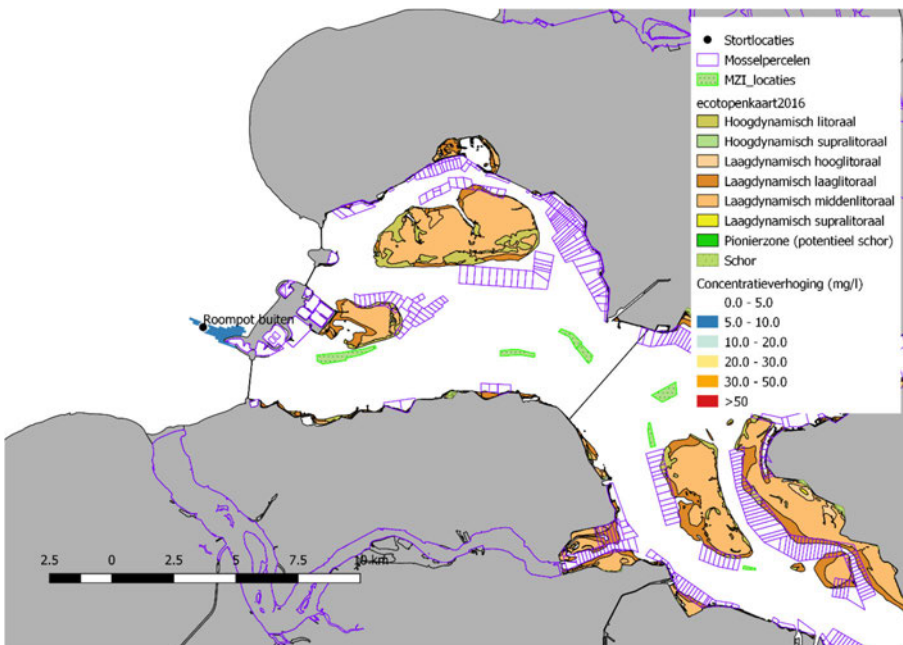 Stortlocaties
Mosselpercelen
MZI_locaties
ecotopenkaart2016
Hoogdynamisch litoraal
Hoogdynamisch supralitoraal
Laagdynamisch hooglitoraal
Laagdynamisch laaglitoraal
Laagdynamisch middenlitoraal
Laagdynamisch supralitoraal
Pionierzone (potentieel schor)
Schor
Concentratieverhoging (mg/l)
0.0 - 5.0
5.0 - 10.0
10.0 - 20.0
20.0 - 30.0
30.0 - 50.0
>50
Roompot buiten
2.5 0 2.5 5 7.5 10 km